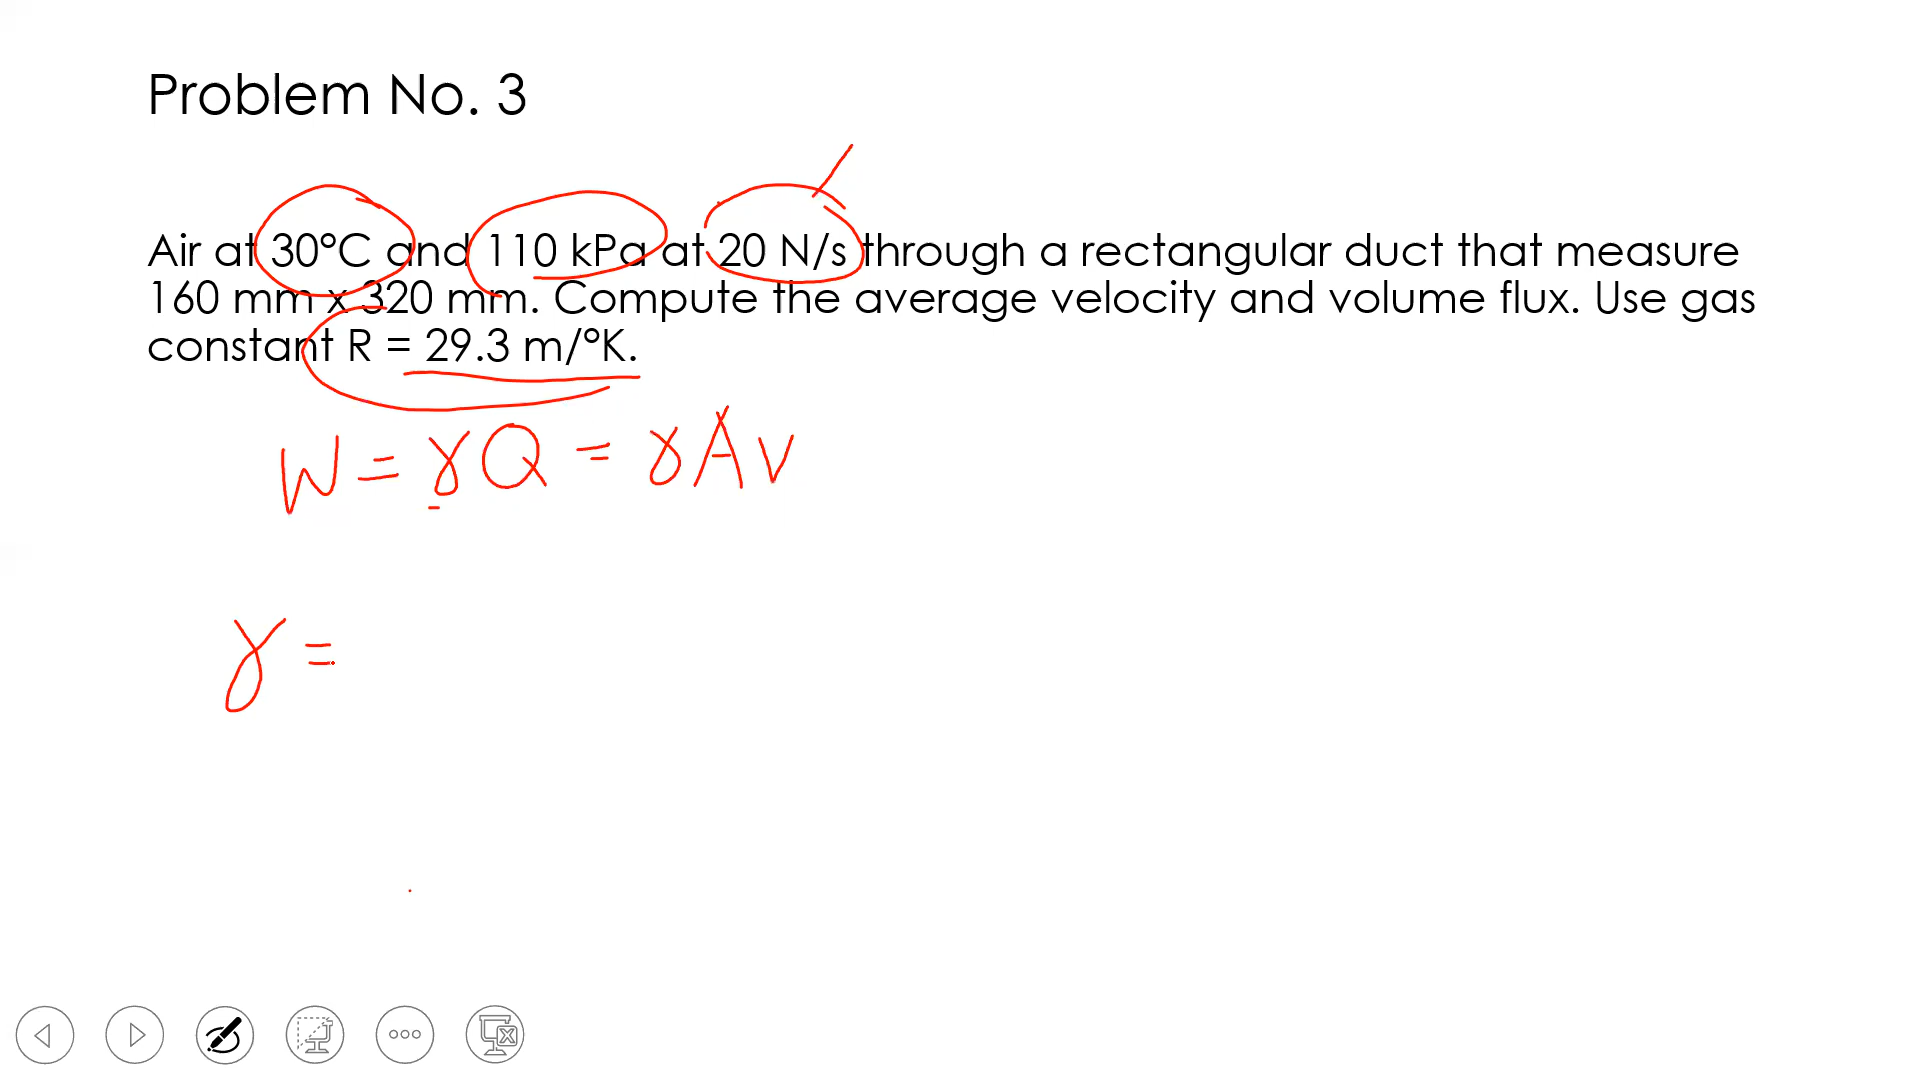 Problem No. 3
Air at 30°C and 110 kPa at 20 N/s through a rectangular duct that measure
160 mm x 320 mm. Compute the average velocity and volume flux. Use gas
constant R = 29.3 m/°K.
W = γQ = γAv
γ =